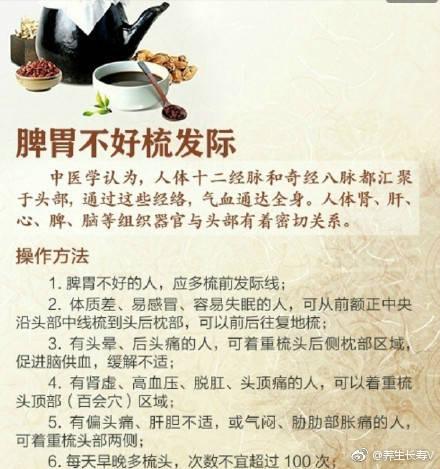 脾胃不好梳发际
中医学认为，人体十二经脉和奇经八脉都汇聚
于头部，通过这些经络，气血通达全身。人体肾、肝、
心、脾、脑等组织器官与头部有着密切关系。
操作方法
1. 脾胃不好的人，应多梳前发际线；
2. 体质差、易感冒、容易失眠的人，可从前额正中央
沿头部中线梳到头后枕部，可以前后往复地梳；
3. 有头晕、后头痛的人，可着重梳头后侧枕部区域，
促进脑供血，缓解不适；
4. 有肾虚、高血压、脱肛、头顶痛的人，可以着重梳
头顶部（百会穴）区域；
5. 有偏头痛、肝胆不适，或气闷、胁肋部胀痛的人，
可着重梳头部两侧；
6. 每天早晚多梳头，次数不宜超过 100 次；
@养生长寿V